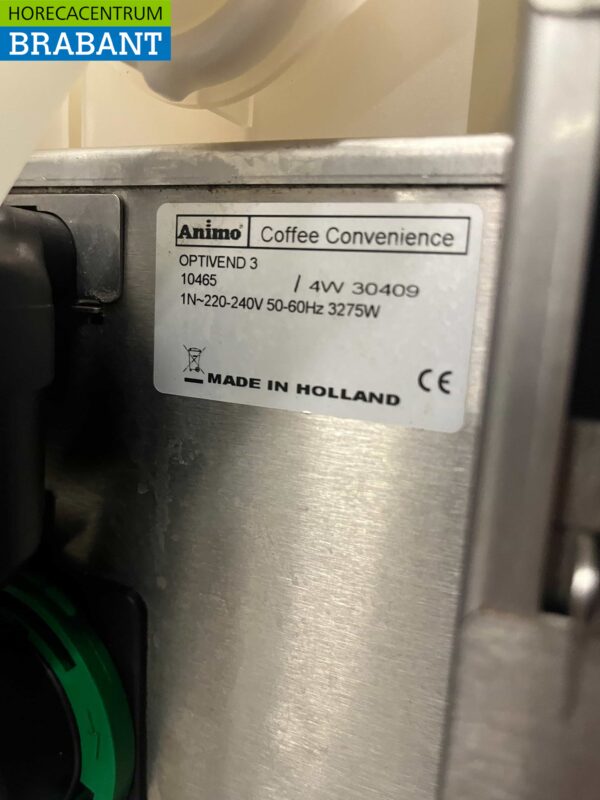 HORECACENTRUM
BRABANT
Animo® Coffee Convenience
OPTIVEND 3
10465 / 4W 30409
1N~220-240V 50-60Hz 3275W
MADE IN HOLLAND CE